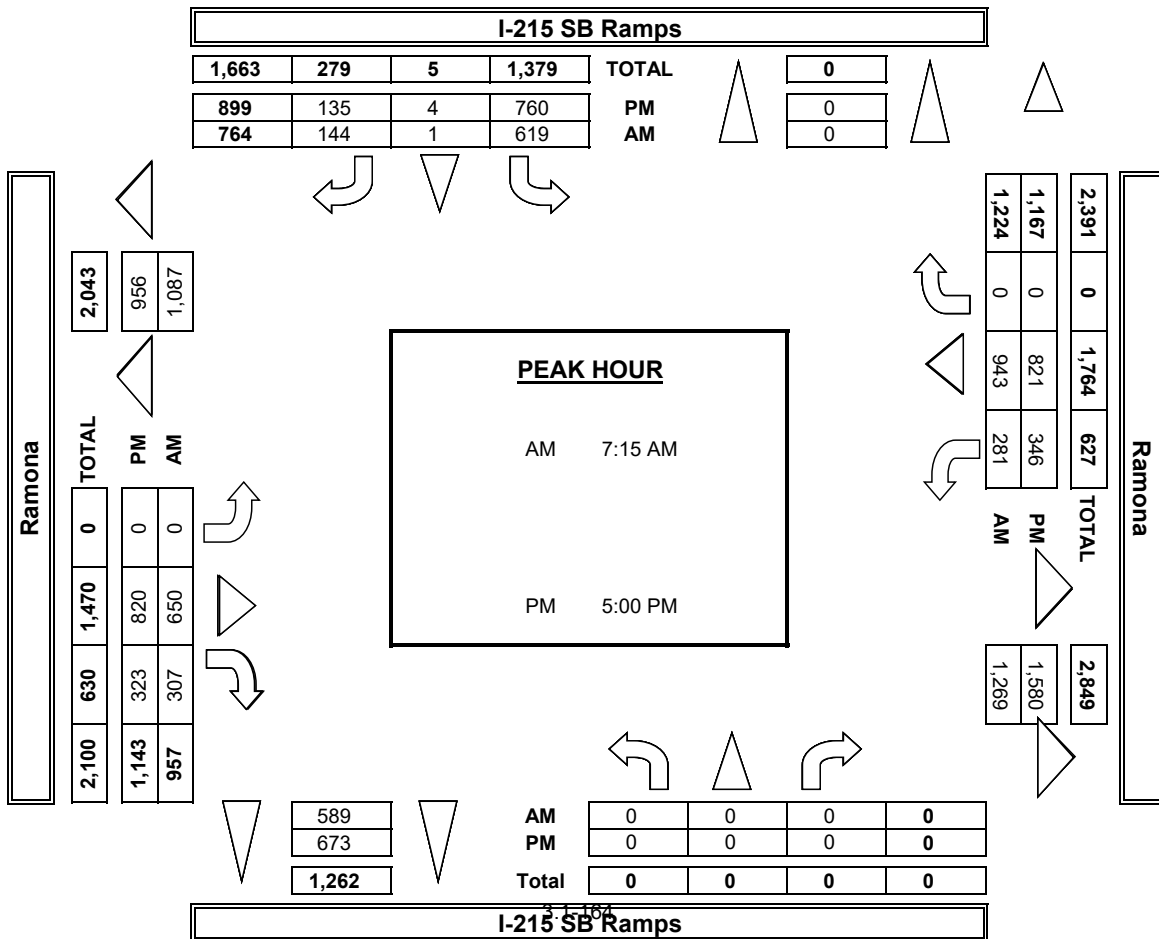 I-215 SB Ramps
1,663 279 5 1,379 TOTAL 0
899 135 4 760 PM 0
764 144 1 619 AM 0
Ramona
2,043
956
1,087
TOTAL PM AM
0 0 0
1,470 820 650
630 323 307
2,100 1,143 957
PEAK HOUR
AM 7:15 AM
PM 5:00 PM
1,224 1,167 2,391
0 0 0
943 821 1,764
281 346 627
AM PM TOTAL
1,269 1,580 2,849
Ramona
589 AM 0 0 0 0
673 PM 0 0 0 0
1,262 Total 0 0 0 0
3.1-164
I-215 SB Ramps